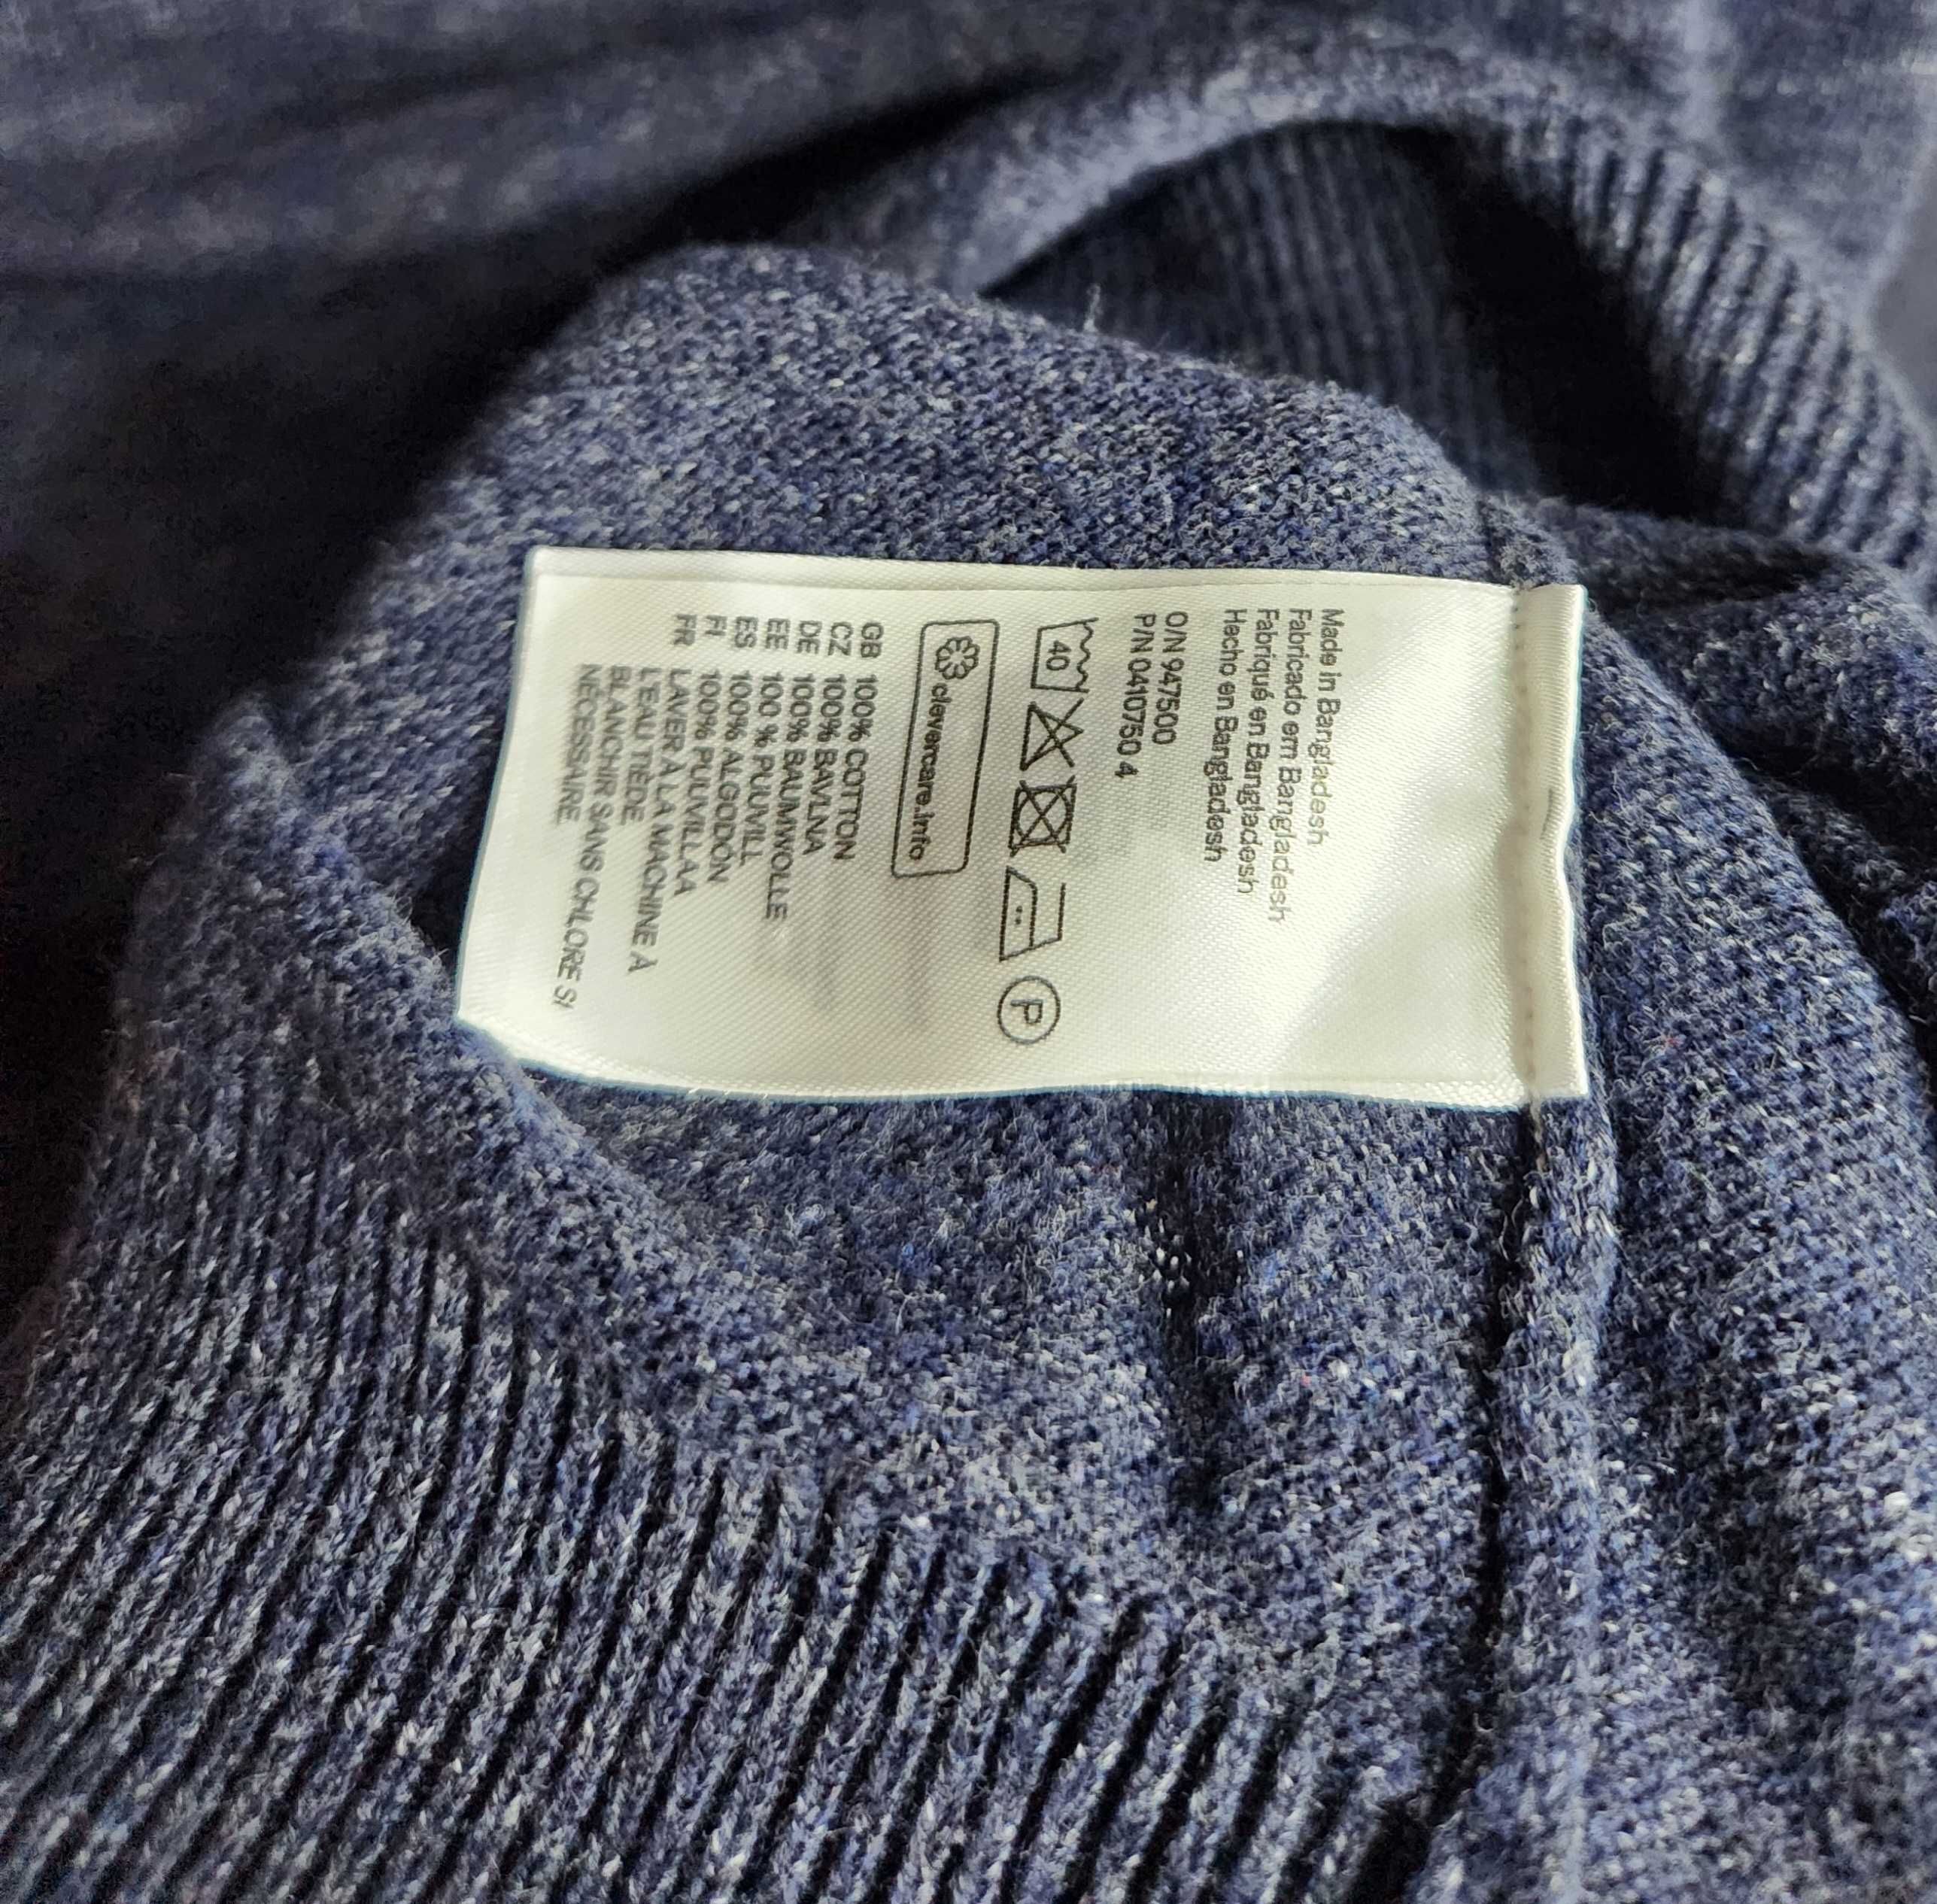 Made in Bangladesh
Fabricado em Bangladesh
Fabriqué en Bangladesh
Hecho en Bangladesh
O/N 947500
P/N 0410750 4
40 P
clevercare.info
GB 100% COTTON
CZ 100% BAVLNA
DE 100% BAUMWOLLE
EE 100 % PUUVILL
ES 100% ALGODÓN
FI 100% PUUVILLAA
FR LAVER À LA MACHINE À
L'EAU TIÈDE
BLANCHIR SANS CHLORE SI
NÉCESSAIRE